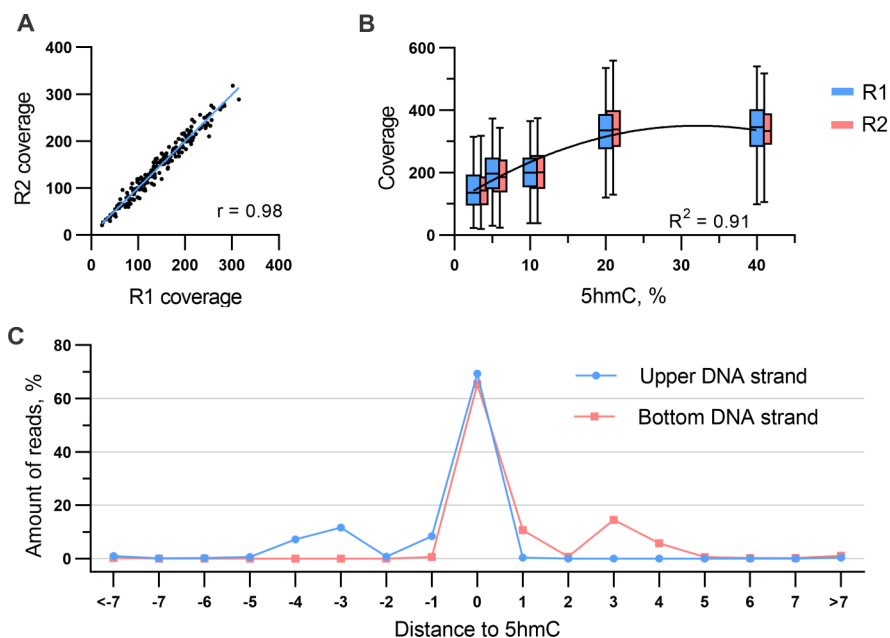 A
400
300
200
100
0
R2 coverage
r = 0.98
0 100 200 300 400
R1 coverage
B
600
400
200
0
Coverage
R² = 0.91
0 10 20 30 40
5hmC, %
R1
R2
C
80
60
40
20
0
Amount of reads, %
Upper DNA strand
Bottom DNA strand
<-7 -7 -6 -5 -4 -3 -2 -1 0 1 2 3 4 5 6 7 >7
Distance to 5hmC